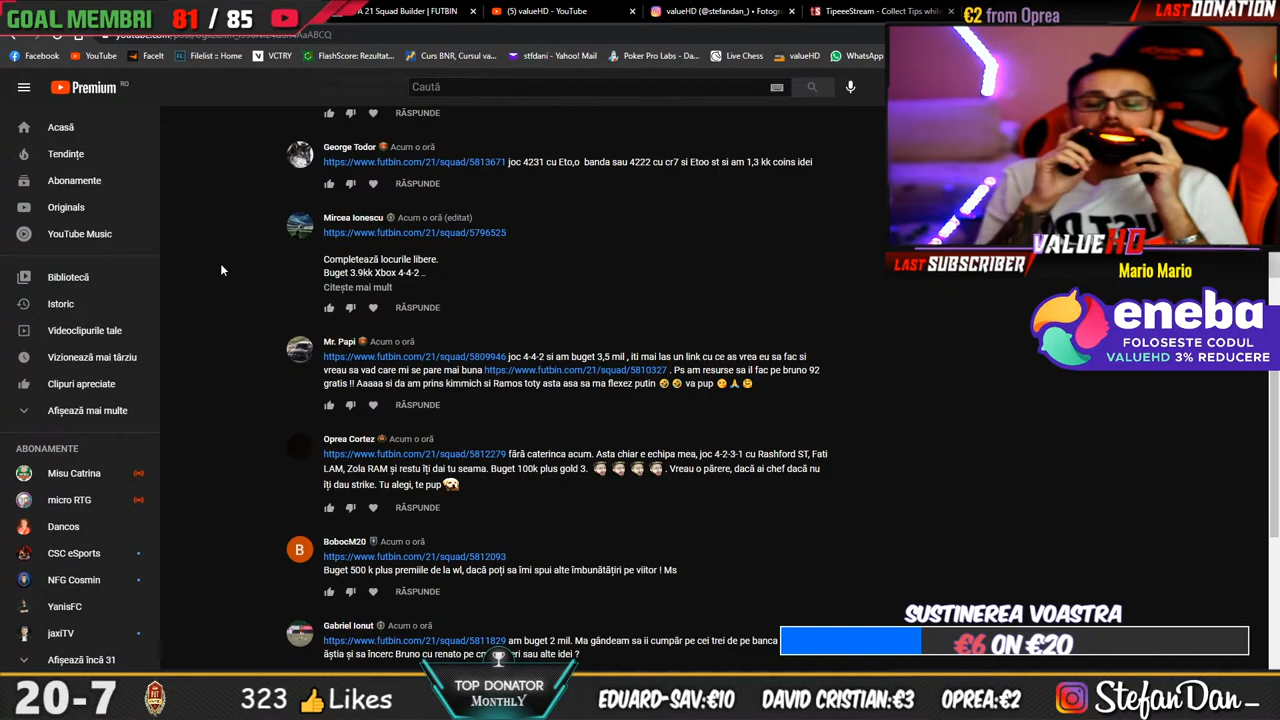 GOAL MEMBRI 81 / 85
A 21 Squad Builder | FUTBIN
(5) valueHD - YouTube
valueHD (@stefandan_) • Fotogr
TipeeeStream - Collect Tips whil
€2 from Oprea
LAST DONATION
Facebook
YouTube
FaceIt
Filelist :: Home
VCTRY
FlashScore: Rezultat...
Curs BNR, Cursul va...
stfdani - Yahoo! Mail
Poker Pro Labs - Da...
Live Chess
valueHD
WhatsApp
Premium RO
Caută
Acasă
Tendințe
Abonamente
Originals
YouTube Music
Bibliotecă
Istoric
Videoclipurile tale
Vizionează mai târziu
Clipuri apreciate
Afișează mai multe
ABONAMENTE
Misu Catrina
micro RTG
Dancos
CSC eSports
NFG Cosmin
YanisFC
jaxiTV
Afișează încă 31
RĂSPUNDE
George Todor Acum o oră
https://www.futbin.com/21/squad/5813671 joc 4231 cu Eto,o banda sau 4222 cu cr7 si Etoo st si am 1,3 kk coins idei
RĂSPUNDE
Mircea Ionescu Acum o oră (editat)
https://www.futbin.com/21/squad/5796525
Completează locurile libere.
Buget 3.9kk Xbox 4-4-2 ..
Citește mai mult
RĂSPUNDE
Mr. Papi Acum o oră
https://www.futbin.com/21/squad/5809946 joc 4-4-2 si am buget 3,5 mil , iti mai las un link cu ce as vrea eu sa fac si
vreau sa vad care mi se pare mai buna https://www.futbin.com/21/squad/5810327 . Ps am resurse sa il fac pe bruno 92
gratis !! Aaaaa si da am prins kimmich si Ramos toty asta asa sa ma flexez putin 🤣 🤣 va pup 😘 🙏 🤗
RĂSPUNDE
Oprea Cortez Acum o oră
https://www.futbin.com/21/squad/5812279 fără caterinca acum. Asta chiar e echipa mea, joc 4-2-3-1 cu Rashford ST, Fati
LAM, Zola RAM și restu îți dai tu seama. Buget 100k plus gold 3. . Vreau o părere, dacă ai chef dacă nu
îți dau strike. Tu alegi, te pup
RĂSPUNDE
B
BobocM20 Acum o oră
https://www.futbin.com/21/squad/5812093
Buget 500 k plus premiile de la wl, dacă poți sa îmi spui alte îmbunătățiri pe viitor ! Ms
RĂSPUNDE
Gabriel Ionut Acum o oră
https://www.futbin.com/21/squad/5811829 am buget 2 mil. Ma gândeam sa ii cumpăr pe cei trei de pe banca
ăștia și sa încerc Bruno cu renato pe cm sau alte idei ?
VALUEHD
LAST SUBSCRIBER
Mario Mario
eneba
FOLOSESTE CODUL
VALUEHD 3% REDUCERE
SUSTINEREA VOASTRA
€6 ON €20
20-7
323 👍 Likes
TOP DONATOR
MONTHLY
EDUARD-SAV:€10
DAVID CRISTIAN:€3
OPREA:€2
StefanDan_